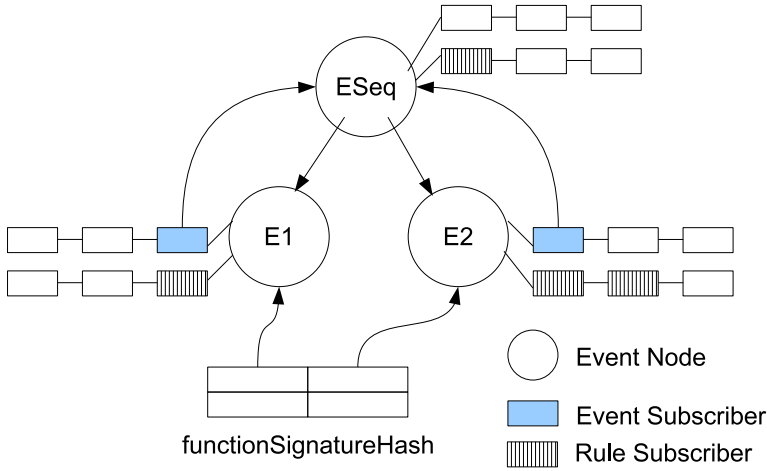 ESeq
E1
E2
Event Node
Event Subscriber
functionSignatureHash
Rule Subscriber